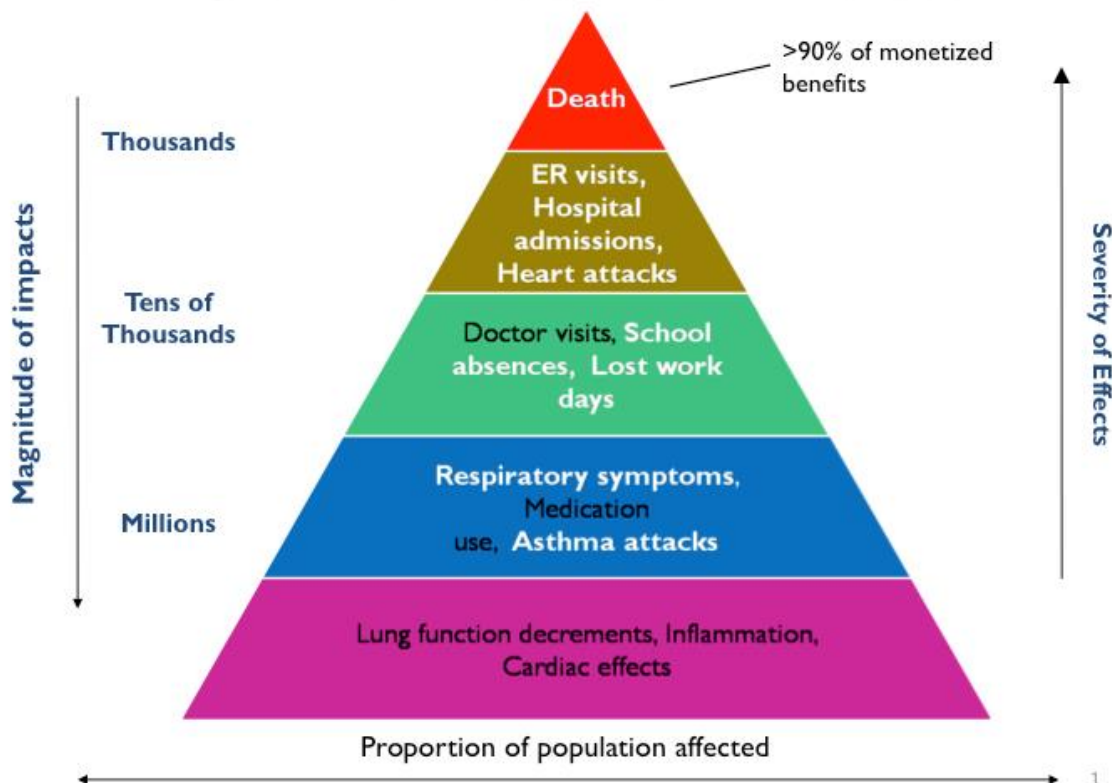 >90% of monetized
benefits
Death
Thousands
ER visits,
Hospital
admissions,
Heart attacks
Magnitude of impacts
Severity of Effects
Tens of
Thousands
Doctor visits, School
absences, Lost work
days
Respiratory symptoms,
Medication
use, Asthma attacks
Millions
Lung function decrements, Inflammation,
Cardiac effects
Proportion of population affected
1